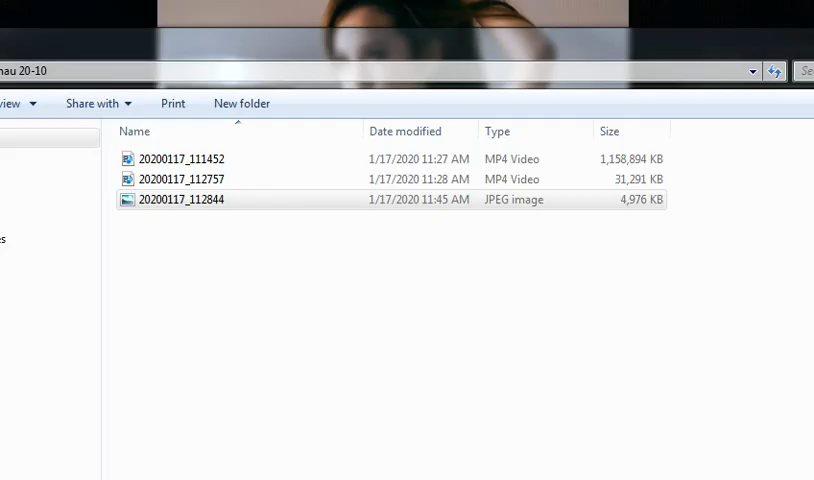 nau 20-10
view Share with Print New folder
Name Date modified Type Size
20200117_111452 1/17/2020 11:27 AM MP4 Video 1,158,894 KB
20200117_112757 1/17/2020 11:28 AM MP4 Video 31,291 KB
20200117_112844 1/17/2020 11:45 AM JPEG image 4,976 KB
es